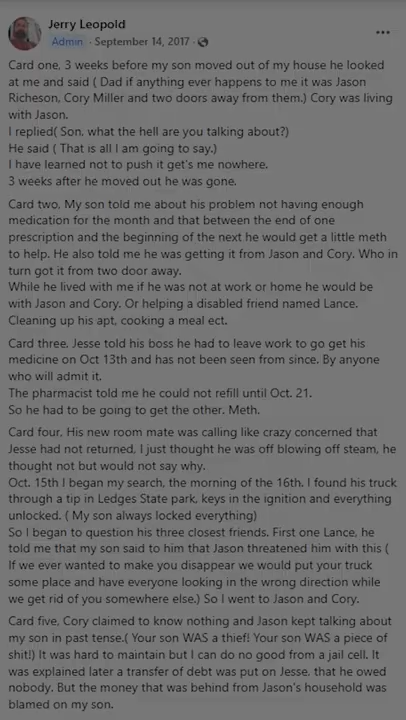 Jerry Leopold
Admin · September 14, 2017 ·
Card one. 3 weeks before my son moved out of my house he looked
at me and said ( Dad if anything ever happens to me it was Jason
Richeson, Cory Miller and two doors away from them.) Cory was living
with Jason.
I replied( Son. what the hell are you talking about?)
He said ( That is all I am going to say.)
I have learned not to push it get's me nowhere.
3 weeks after he moved out he was gone.
Card two. My son told me about his problem not having enough
medication for the month and that between the end of one
prescription and the beginning of the next he would get a little meth
to help. He also told me he was getting it from Jason and Cory. Who in
turn got it from two door away.
While he lived with me if he was not at work or home he would be
with Jason and Cory. Or helping a disabled friend named Lance.
Cleaning up his apt, cooking a meal ect.
Card three. Jesse told his boss he had to leave work to go get his
medicine on Oct 13th and has not been seen from since. By anyone
who will admit it.
The pharmacist told me he could not refill until Oct. 21.
So he had to be going to get the other. Meth.
Card four. His new room mate was calling like crazy concerned that
Jesse had not returned, I just thought he was off blowing off steam, he
thought not but would not say why.
Oct. 15th I began my search, the morning of the 16th. I found his truck
through a tip in Ledges State park, keys in the ignition and everything
unlocked. ( My son always locked everything)
So I began to question his three closest friends. First one Lance, he
told me that my son said to him that Jason threatened him with this (
If we ever wanted to make you disappear we would put your truck
some place and have everyone looking in the wrong direction while
we get rid of you somewhere else.) So I went to Jason and Cory.
Card five, Cory claimed to know nothing and Jason kept talking about
my son in past tense.( Your son WAS a thief! Your son WAS a piece of
shit!) It was hard to maintain but I can do no good from a jail cell. It
was explained later a transfer of debt was put on Jesse. that he owed
nobody. But the money that was behind from Jason's household was
blamed on my son.